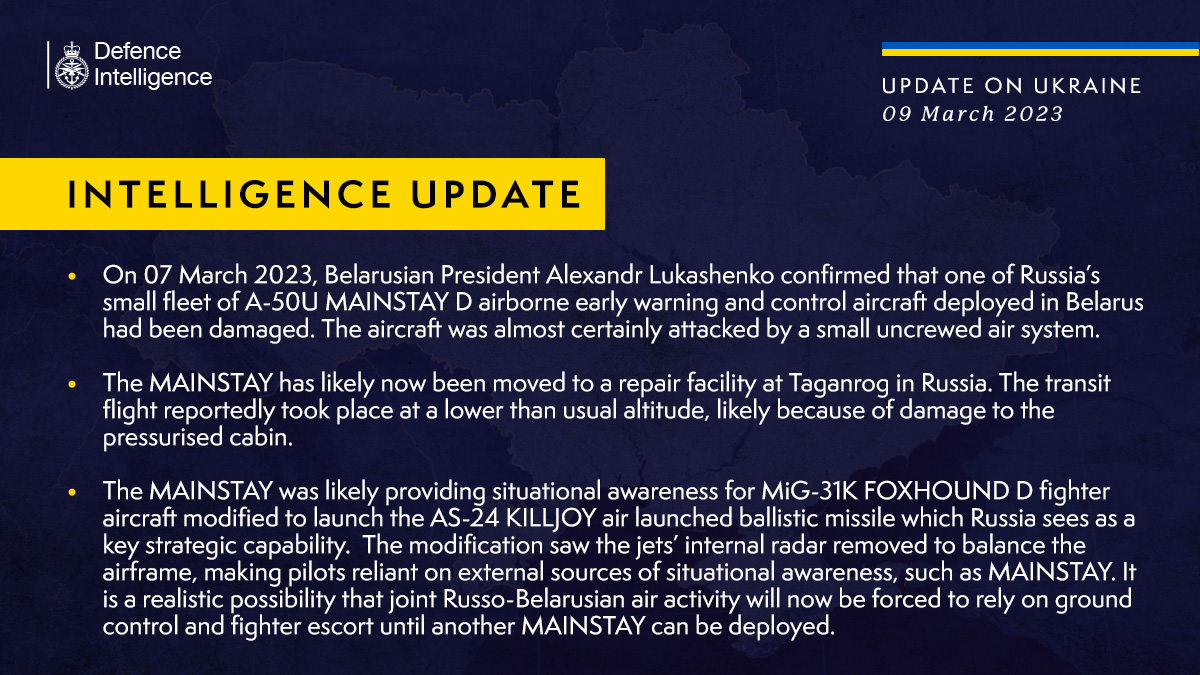 Defence
Intelligence
UPDATE ON UKRAINE
09 March 2023
INTELLIGENCE UPDATE
• On 07 March 2023, Belarusian President Alexandr Lukashenko confirmed that one of Russia’s
small fleet of A-50U MAINSTAY D airborne early warning and control aircraft deployed in Belarus
had been damaged. The aircraft was almost certainly attacked by a small uncrewed air system.
• The MAINSTAY has likely now been moved to a repair facility at Taganrog in Russia. The transit
flight reportedly took place at a lower than usual altitude, likely because of damage to the
pressurised cabin.
• The MAINSTAY was likely providing situational awareness for MiG-31K FOXHOUND D fighter
aircraft modified to launch the AS-24 KILLJOY air launched ballistic missile which Russia sees as a
key strategic capability.  The modification saw the jets’ internal radar removed to balance the
airframe, making pilots reliant on external sources of situational awareness, such as MAINSTAY. It
is a realistic possibility that joint Russo-Belarusian air activity will now be forced to rely on ground
control and fighter escort until another MAINSTAY can be deployed.